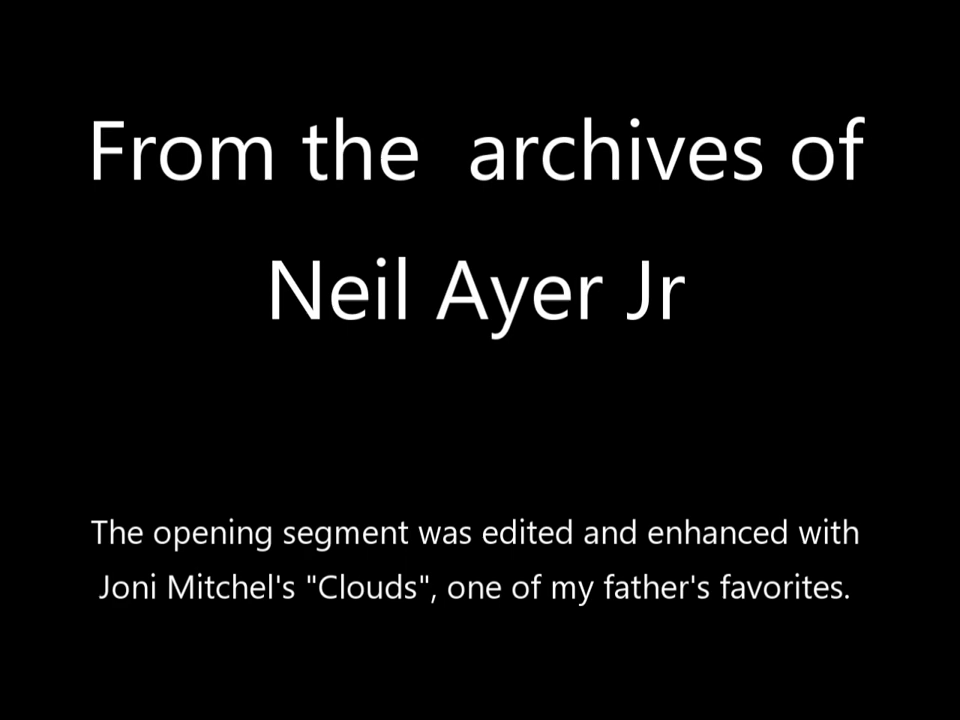 From the  archives of
Neil Ayer Jr
The opening segment was edited and enhanced with
Joni Mitchel's "Clouds", one of my father's favorites.